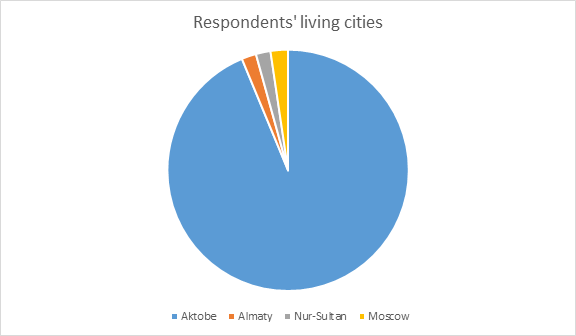 Respondents' living cities
Aktobe Almaty Nur-Sultan Moscow